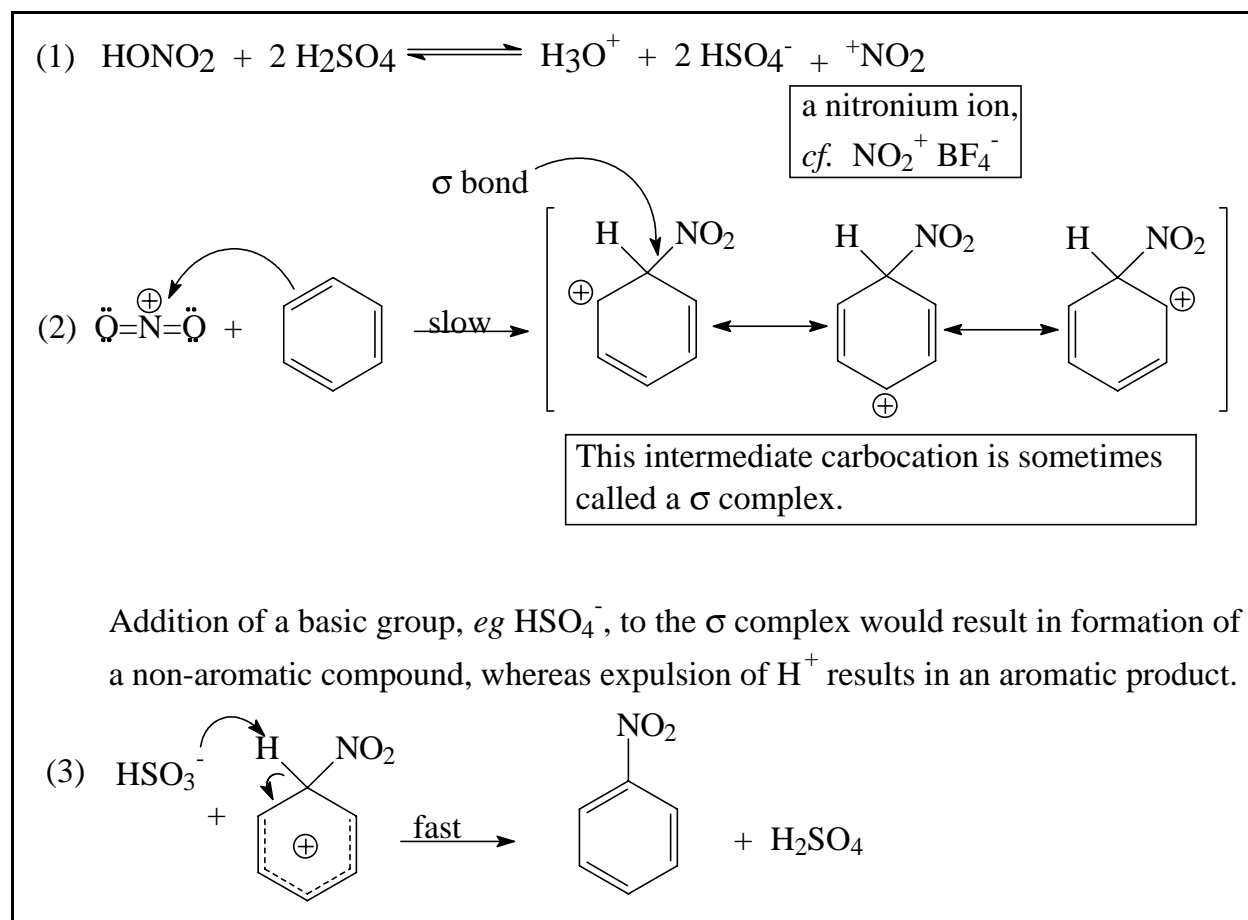 (1) HONO2 + 2 H2SO4 ⇌ H3O⁺ + 2 HSO4⁻ + ⁺NO2
a nitronium ion,
cf. NO2⁺ BF4⁻
σ bond
H NO2 H NO2 H NO2
(2) O=N=O + slow
This intermediate carbocation is sometimes
called a σ complex.
Addition of a basic group, eg HSO4⁻, to the σ complex would result in formation of
a non-aromatic compound, whereas expulsion of H⁺ results in an aromatic product.
NO2
H NO2
(3) HSO3⁻ + fast + H2SO4